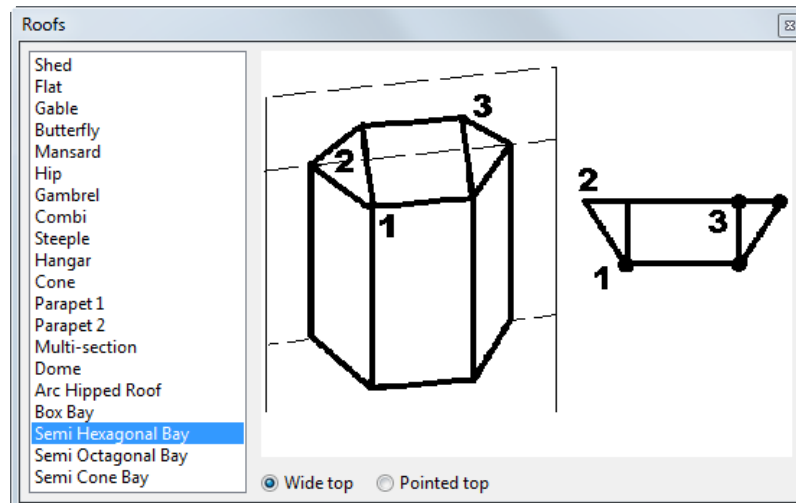 Roofs
Shed
Flat
Gable
Butterfly
Mansard
Hip
Gambrel
Combi
Steeple
Hangar
Cone
Parapet 1
Parapet 2
Multi-section
Dome
Arc Hipped Roof
Box Bay
Semi Hexagonal Bay
Semi Octagonal Bay
Semi Cone Bay
3
2
1
2
3
1
Wide top
Pointed top